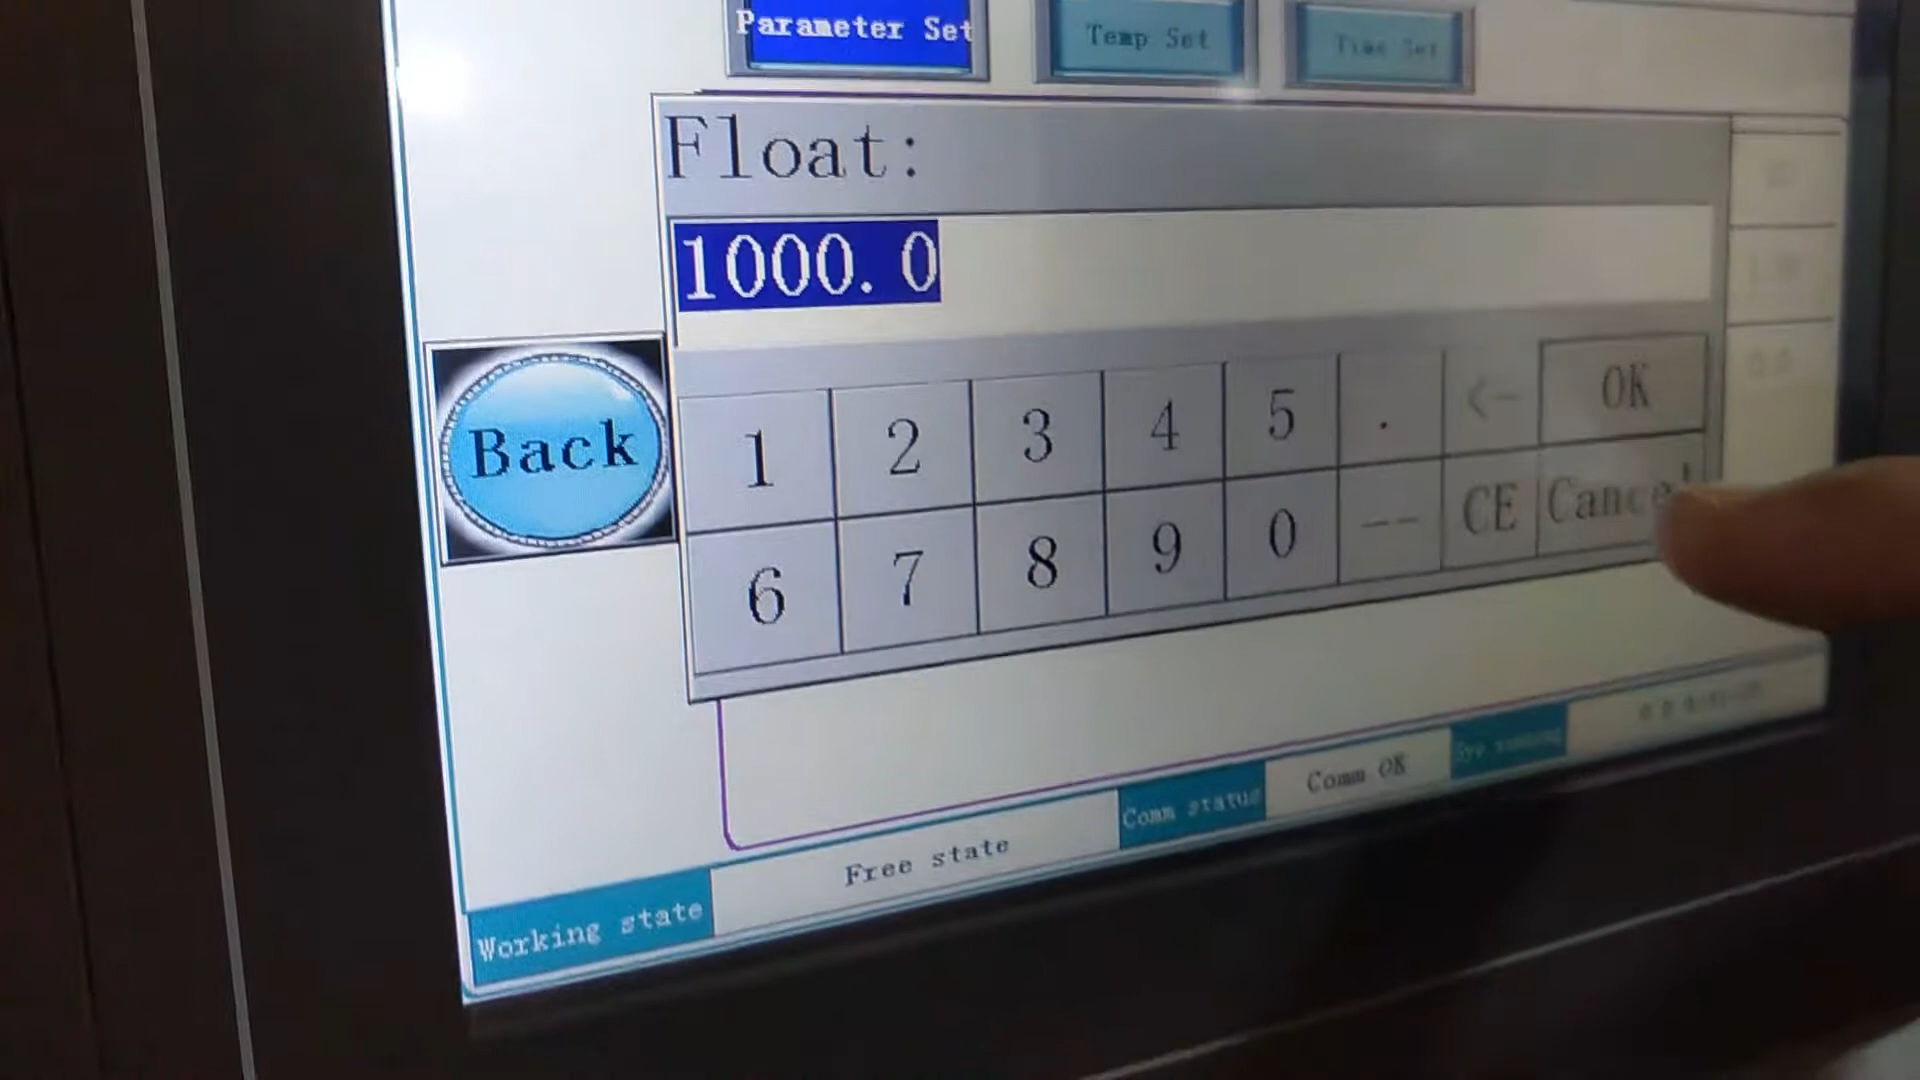 Parameter Set
Temp Set
Time Set
Float:
1000.0
1 2 3 4 5 . <- OK
6 7 8 9 0 -- CE Cancel
Back
Working state
Free state
Comm status
Comm OK